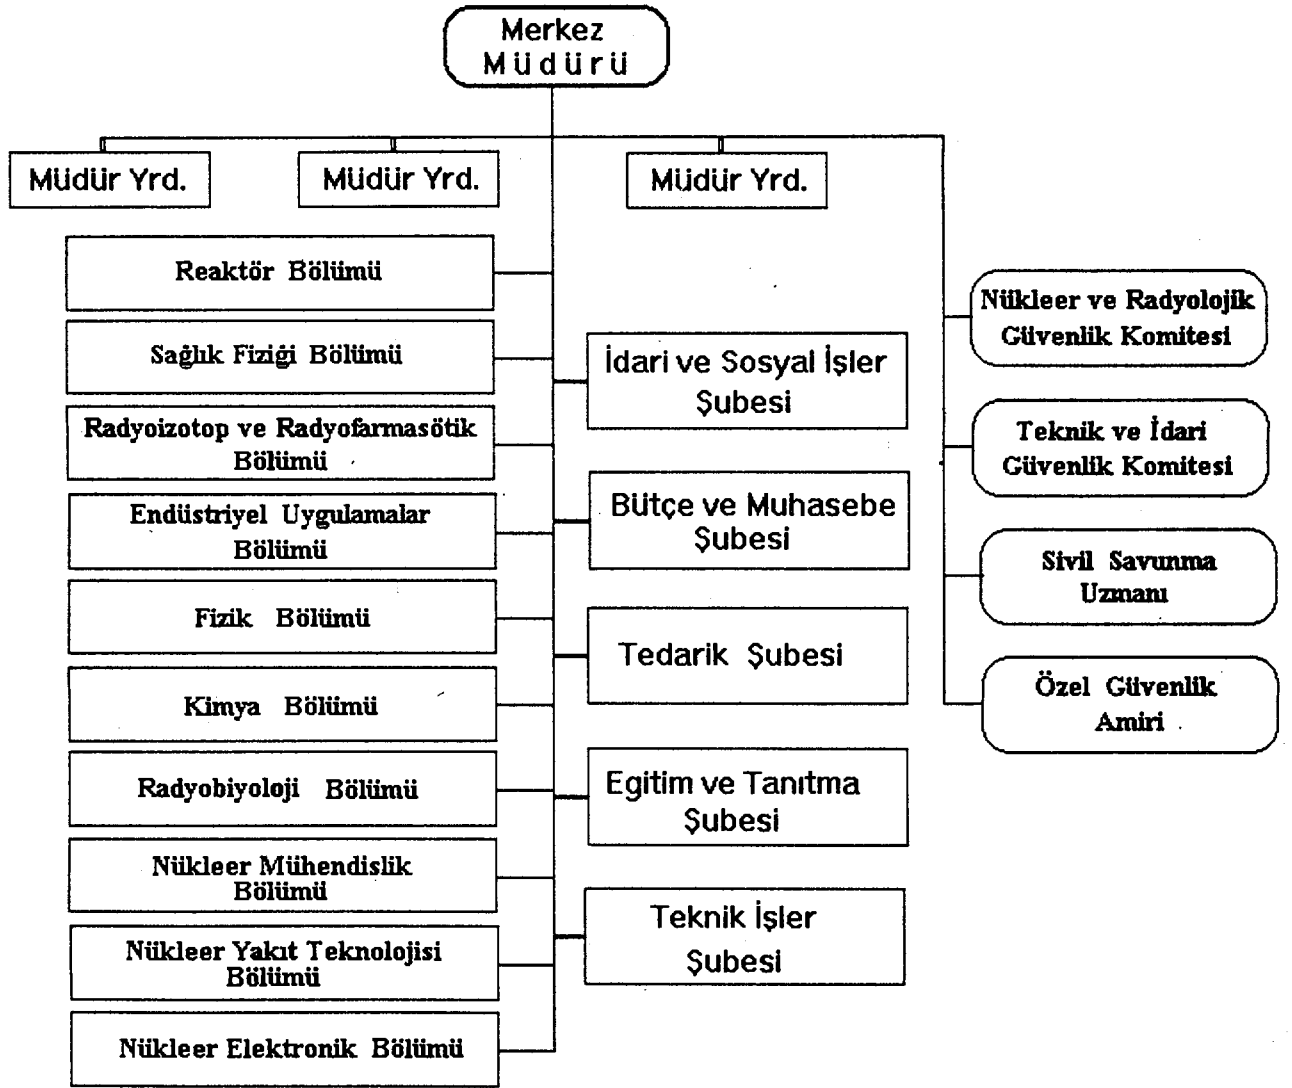 Merkez
Müdürü
Müdür Yrd.
Müdür Yrd.
Müdür Yrd.
Reaktör Bölümü
Sağlık Fiziği Bölümü
Radyoizotop ve Radyofarmasötik
Bölümü
Endüstriyel Uygulamalar
Bölümü
Fizik Bölümü
Kimya Bölümü
Radyobiyoloji Bölümü
Nükleer Mühendislik
Bölümü
Nükleer Yakıt Teknolojisi
Bölümü
Nükleer Elektronik Bölümü
İdari ve Sosyal İşler
Şubesi
Bütçe ve Muhasebe
Şubesi
Tedarik Şubesi
Egitim ve Tanıtma
Şubesi
Teknik İşler
Şubesi
Nükleer ve Radyolojik
Güvenlik Komitesi
Teknik ve İdari
Güvenlik Komitesi
Sivil Savunma
Uzmanı
Özel Güvenlik
Amiri